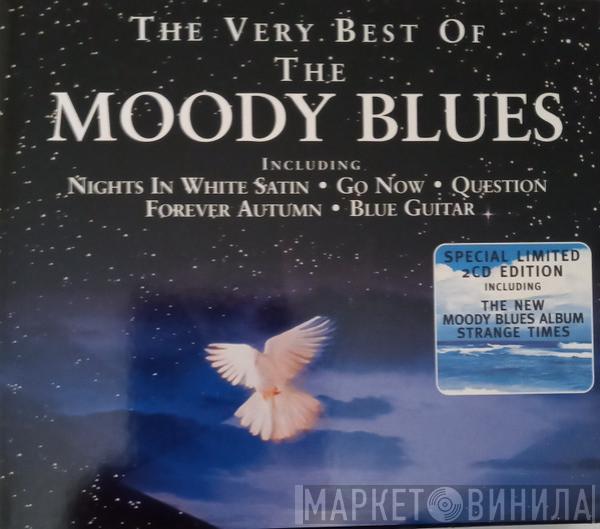 THE VERY BEST OF
THE
MOODY BLUES
INCLUDING
NIGHTS IN WHITE SATIN • GO NOW • QUESTION
FOREVER AUTUMN • BLUE GUITAR
SPECIAL LIMITED
2CD EDITION
INCLUDING
THE NEW
MOODY BLUES ALBUM
STRANGE TIMES
МАРКЕТ ВИНИЛА